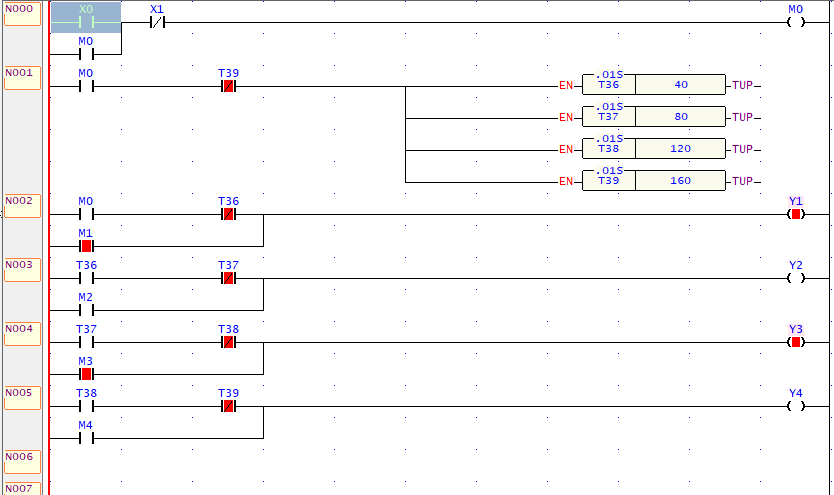 N000 X0 X1 M0
M0
N001 M0 T39 EN .01S T36 40 TUP
EN .01S T37 80 TUP
EN .01S T38 120 TUP
EN .01S T39 160 TUP
N002 M0 T36 Y1
M1
N003 T36 T37 Y2
M2
N004 T37 T38 Y3
M3
N005 T38 T39 Y4
M4
N006
N007